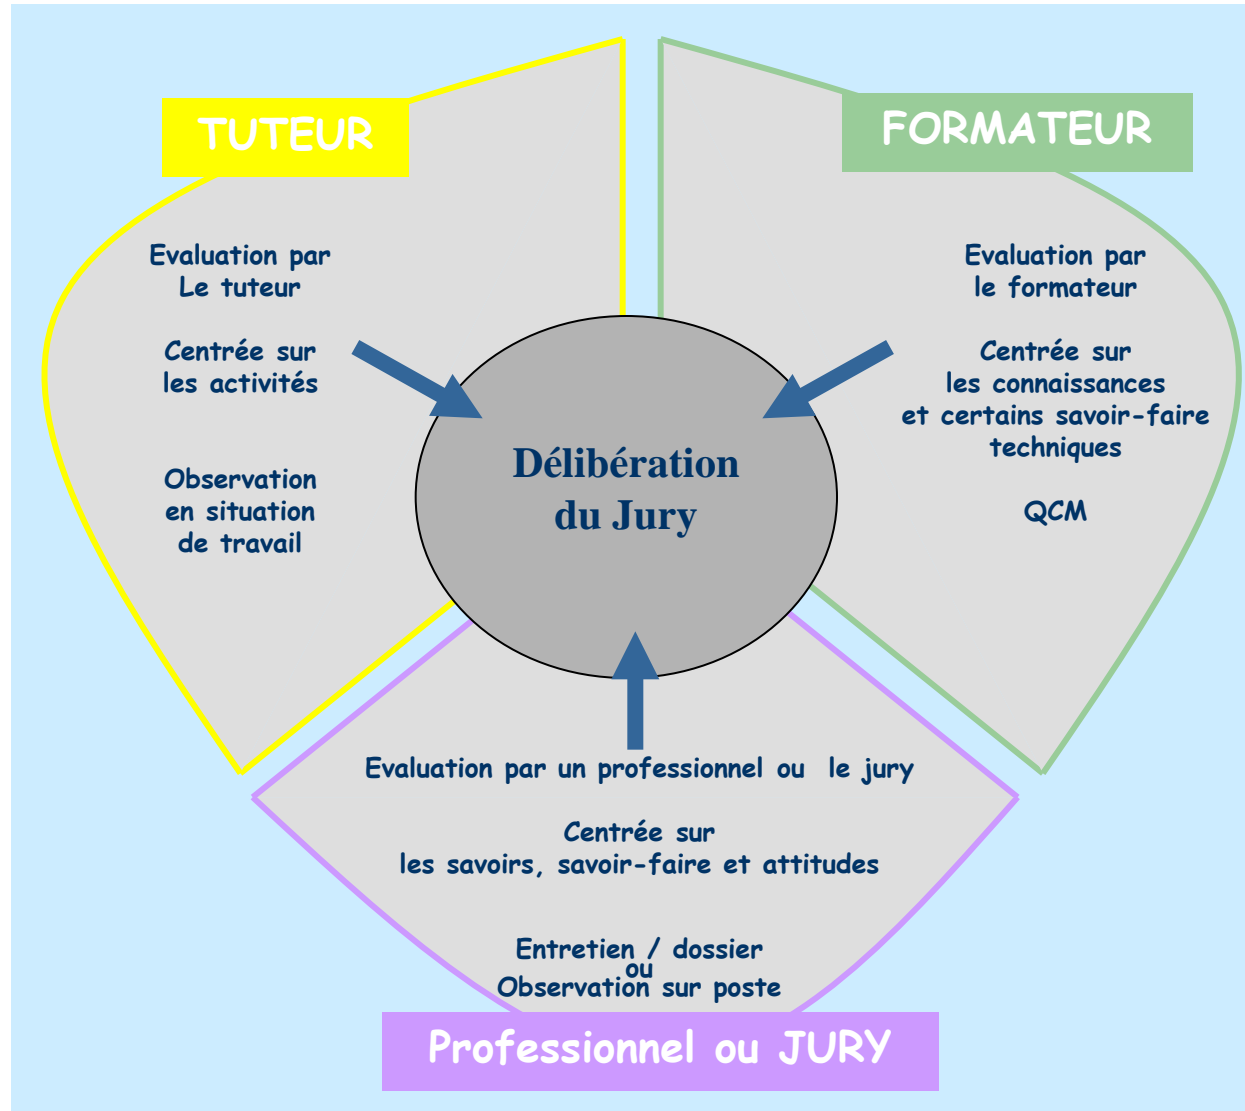 TUTEUR
Evaluation par
Le tuteur
Centrée sur
les activités
Observation
en situation
de travail
FORMATEUR
Evaluation par
le formateur
Centrée sur
les connaissances
et certains savoir-faire
techniques
QCM
Délibération
du Jury
Evaluation par un professionnel ou le jury
Centrée sur
les savoirs, savoir-faire et attitudes
Entretien / dossier
ou
Observation sur poste
Professionnel ou JURY